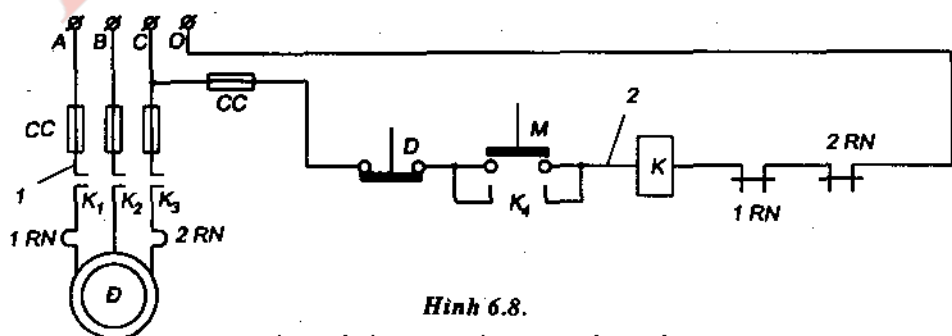 A B C O
CC
CC
1
K₁ K₂ K₃
1 RN
2 RN
Đ
D
M
K₄
2
K
1 RN
2 RN
Hình 6.8.